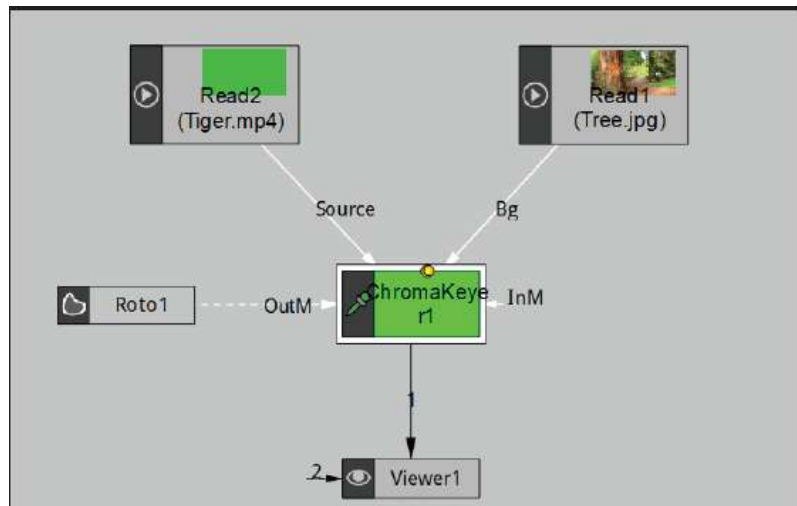 Read2
(Tiger.mp4)
Read1
(Tree.jpg)
Source
Bg
Roto1
OutM
ChromaKeye
r1
InM
1
2
Viewer1